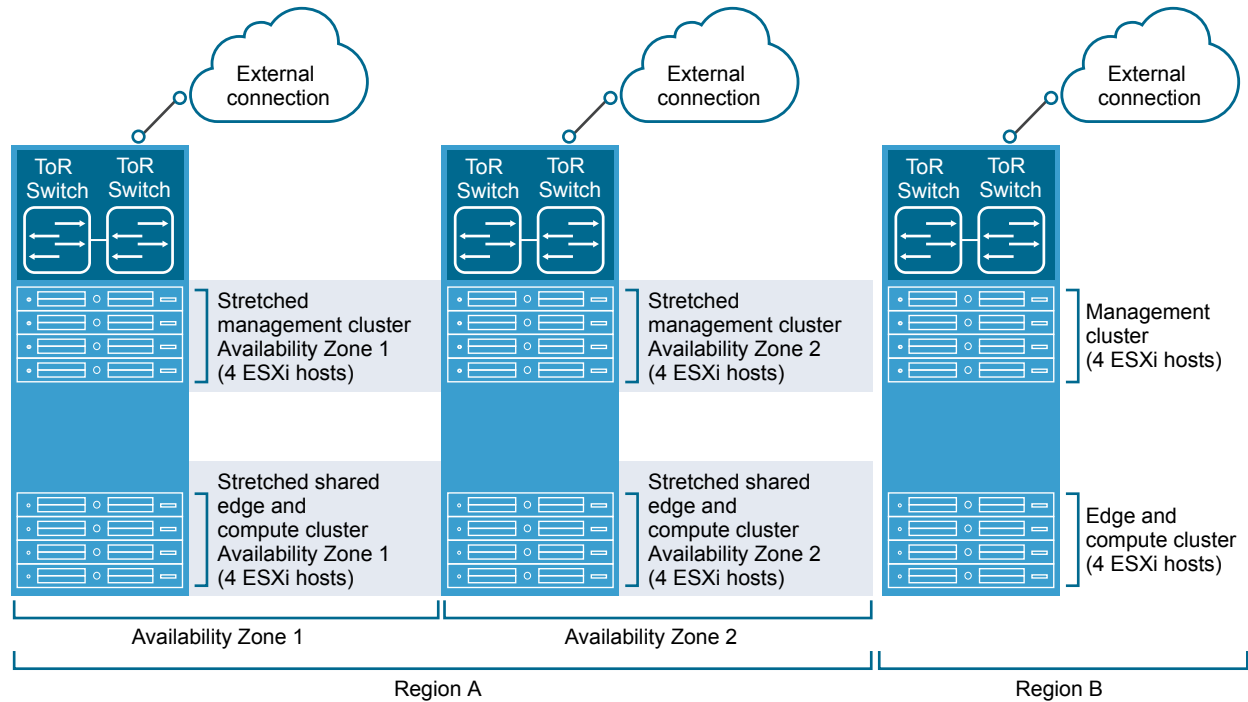 External
connection
External
connection
External
connection
ToR
Switch
ToR
Switch
ToR
Switch
ToR
Switch
ToR
Switch
ToR
Switch
Stretched
management cluster
Availability Zone 1
(4 ESXi hosts)
Stretched
management cluster
Availability Zone 2
(4 ESXi hosts)
Management
cluster
(4 ESXi hosts)
Stretched shared
edge and
compute cluster
Availability Zone 1
(4 ESXi hosts)
Stretched shared
edge and
compute cluster
Availability Zone 2
(4 ESXi hosts)
Edge and
compute cluster
(4 ESXi hosts)
Availability Zone 1
Availability Zone 2
Region A
Region B